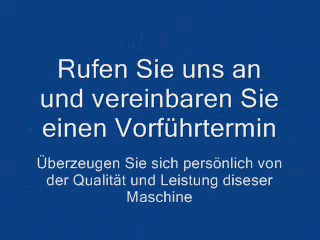 Rufen Sie uns an
und vereinbaren Sie
einen Vorführtermin
Überzeugen Sie sich persönlich von
der Qualität und Leistung diseser
Maschine